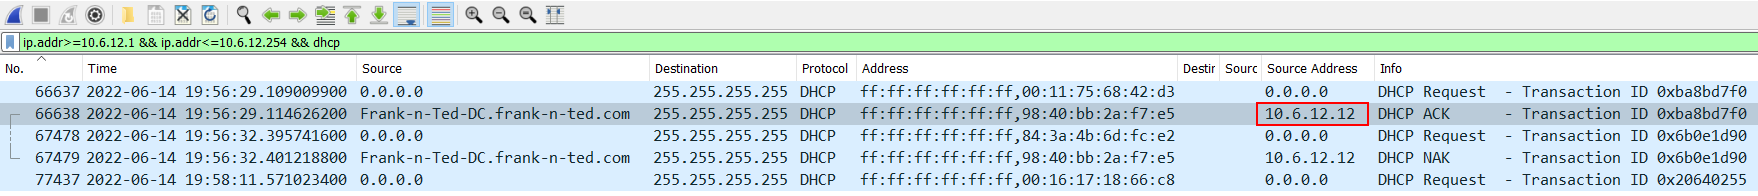 ip.addr>=10.6.12.1 && ip.addr<=10.6.12.254 && dhcp
No. Time Source Destination Protocol Address Destir Sourc Source Address Info
66637 2022-06-14 19:56:29.109009900 0.0.0.0 255.255.255.255 DHCP ff:ff:ff:ff:ff:ff,00:11:75:68:42:d3 0.0.0.0 DHCP Request - Transaction ID 0xba8bd7f0
66638 2022-06-14 19:56:29.114626200 Frank-n-Ted-DC.frank-n-ted.com 255.255.255.255 DHCP ff:ff:ff:ff:ff:ff,98:40:bb:2a:f7:e5 10.6.12.12 DHCP ACK - Transaction ID 0xba8bd7f0
67478 2022-06-14 19:56:32.395741600 0.0.0.0 255.255.255.255 DHCP ff:ff:ff:ff:ff:ff,84:3a:4b:6d:fc:e2 0.0.0.0 DHCP Request - Transaction ID 0x6b0e1d90
67479 2022-06-14 19:56:32.401218800 Frank-n-Ted-DC.frank-n-ted.com 255.255.255.255 DHCP ff:ff:ff:ff:ff:ff,98:40:bb:2a:f7:e5 10.6.12.12 DHCP NAK - Transaction ID 0x6b0e1d90
77437 2022-06-14 19:58:11.571023400 0.0.0.0 255.255.255.255 DHCP ff:ff:ff:ff:ff:ff,00:16:17:18:66:c8 0.0.0.0 DHCP Request - Transaction ID 0x20640255